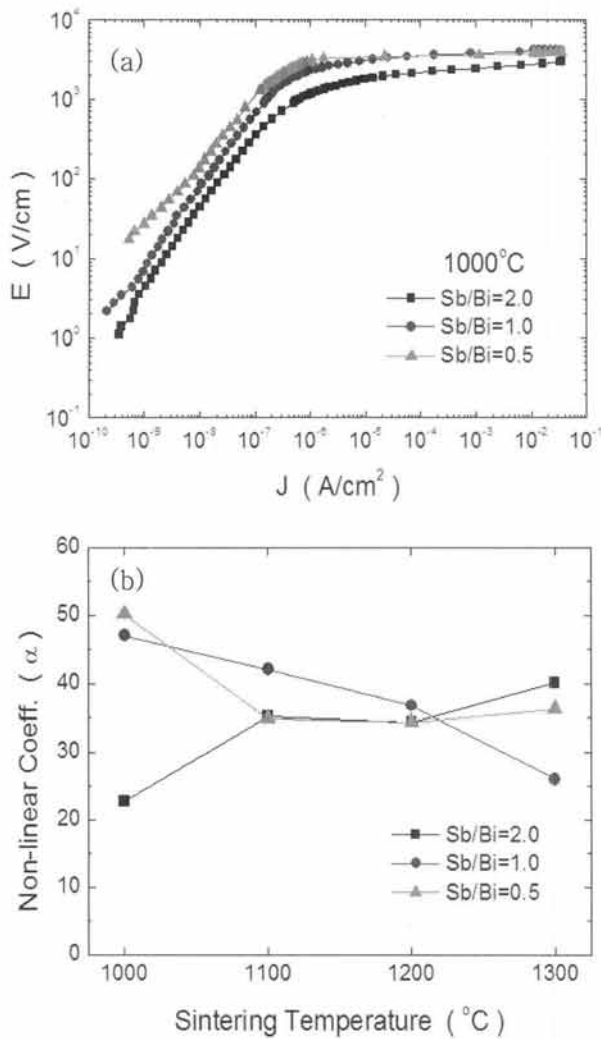 (a)
10⁴
10³
10²
10¹
10⁰
10⁻¹
E ( V/cm )
1000°C
Sb/Bi=2.0
Sb/Bi=1.0
Sb/Bi=0.5
10⁻¹⁰ 10⁻⁹ 10⁻⁸ 10⁻⁷ 10⁻⁶ 10⁻⁵ 10⁻⁴ 10⁻³ 10⁻² 10⁻¹
J ( A/cm² )
(b)
60
50
40
30
20
10
0
Non-linear Coeff. ( α )
Sb/Bi=2.0
Sb/Bi=1.0
Sb/Bi=0.5
1000 1100 1200 1300
Sintering Temperature ( °C )